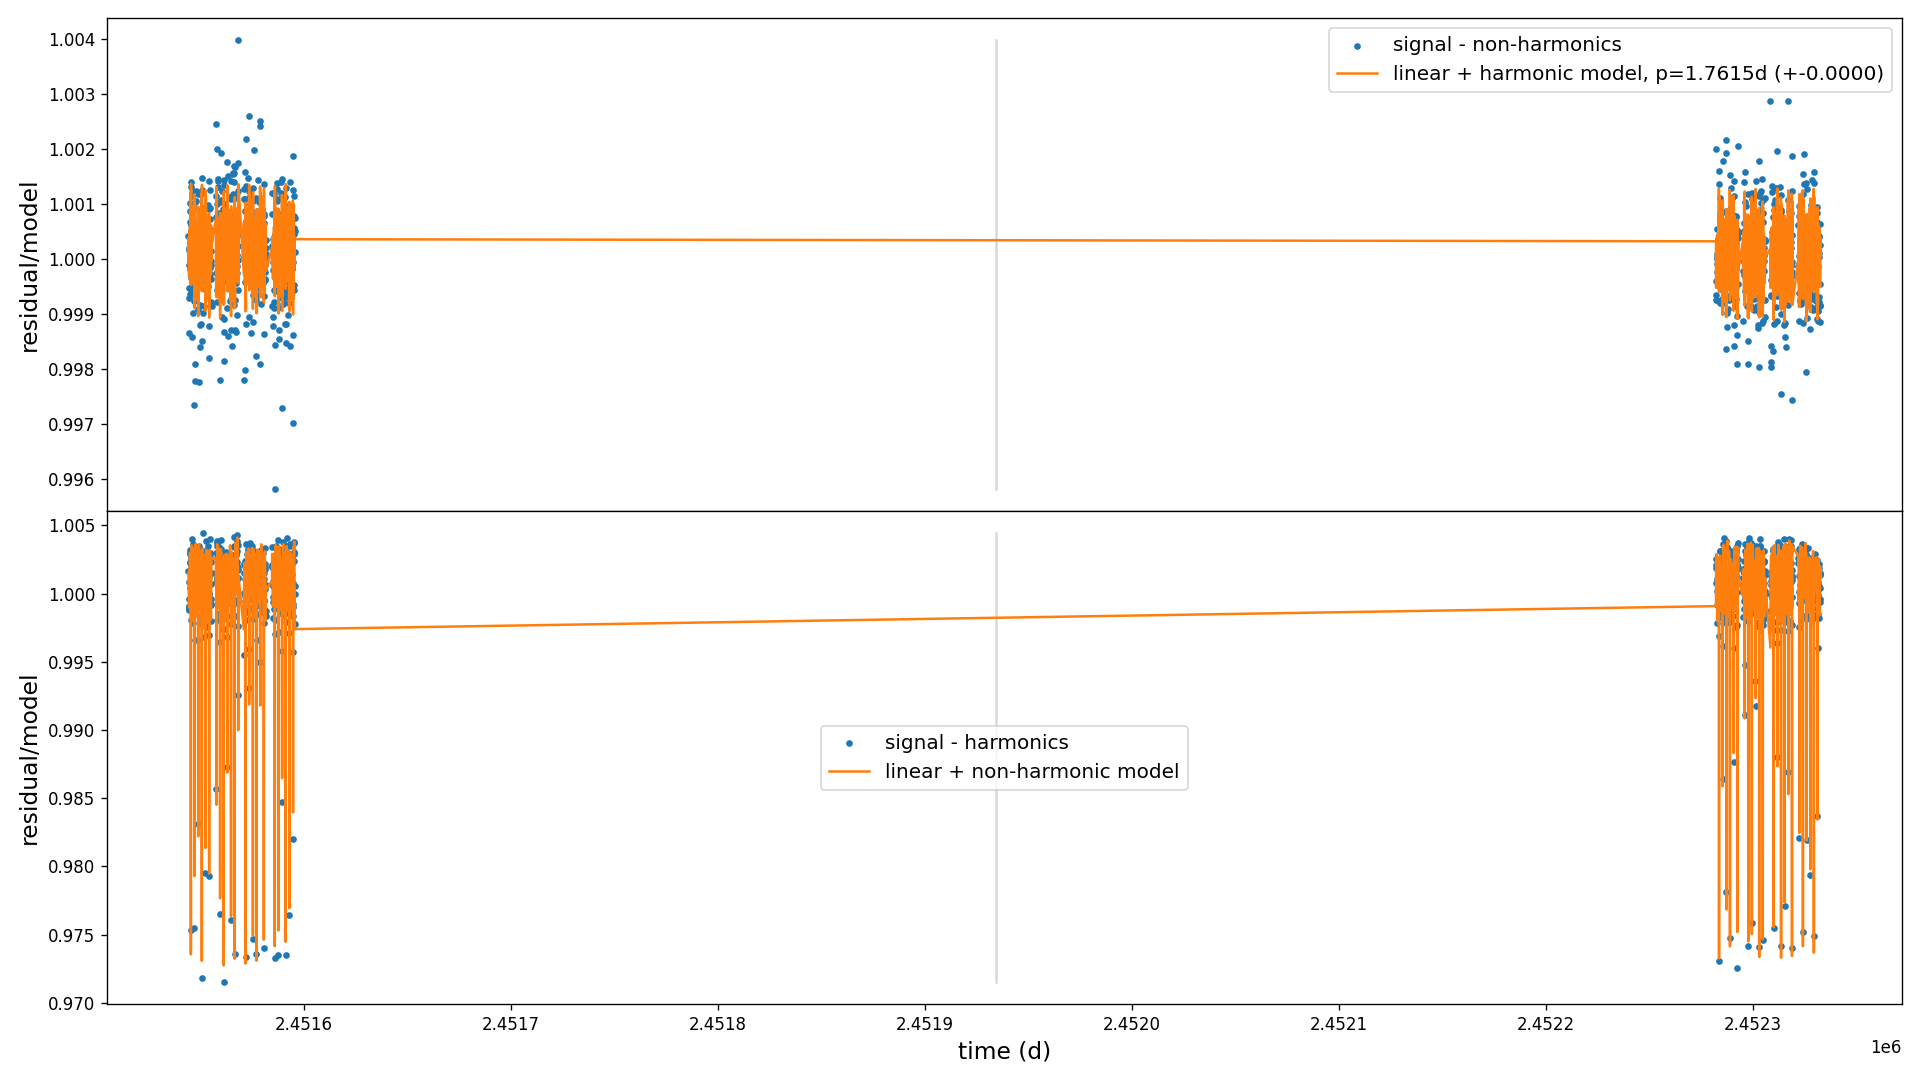 1.004
1.003
1.002
1.001
1.000
0.999
0.998
0.997
0.996
residual/model
signal - non-harmonics
linear + harmonic model, p=1.7615d (+-0.0000)
1.005
1.000
0.995
0.990
0.985
0.980
0.975
0.970
residual/model
signal - harmonics
linear + non-harmonic model
2.4516 2.4517 2.4518 2.4519 2.4520 2.4521 2.4522 2.4523
1e6
time (d)